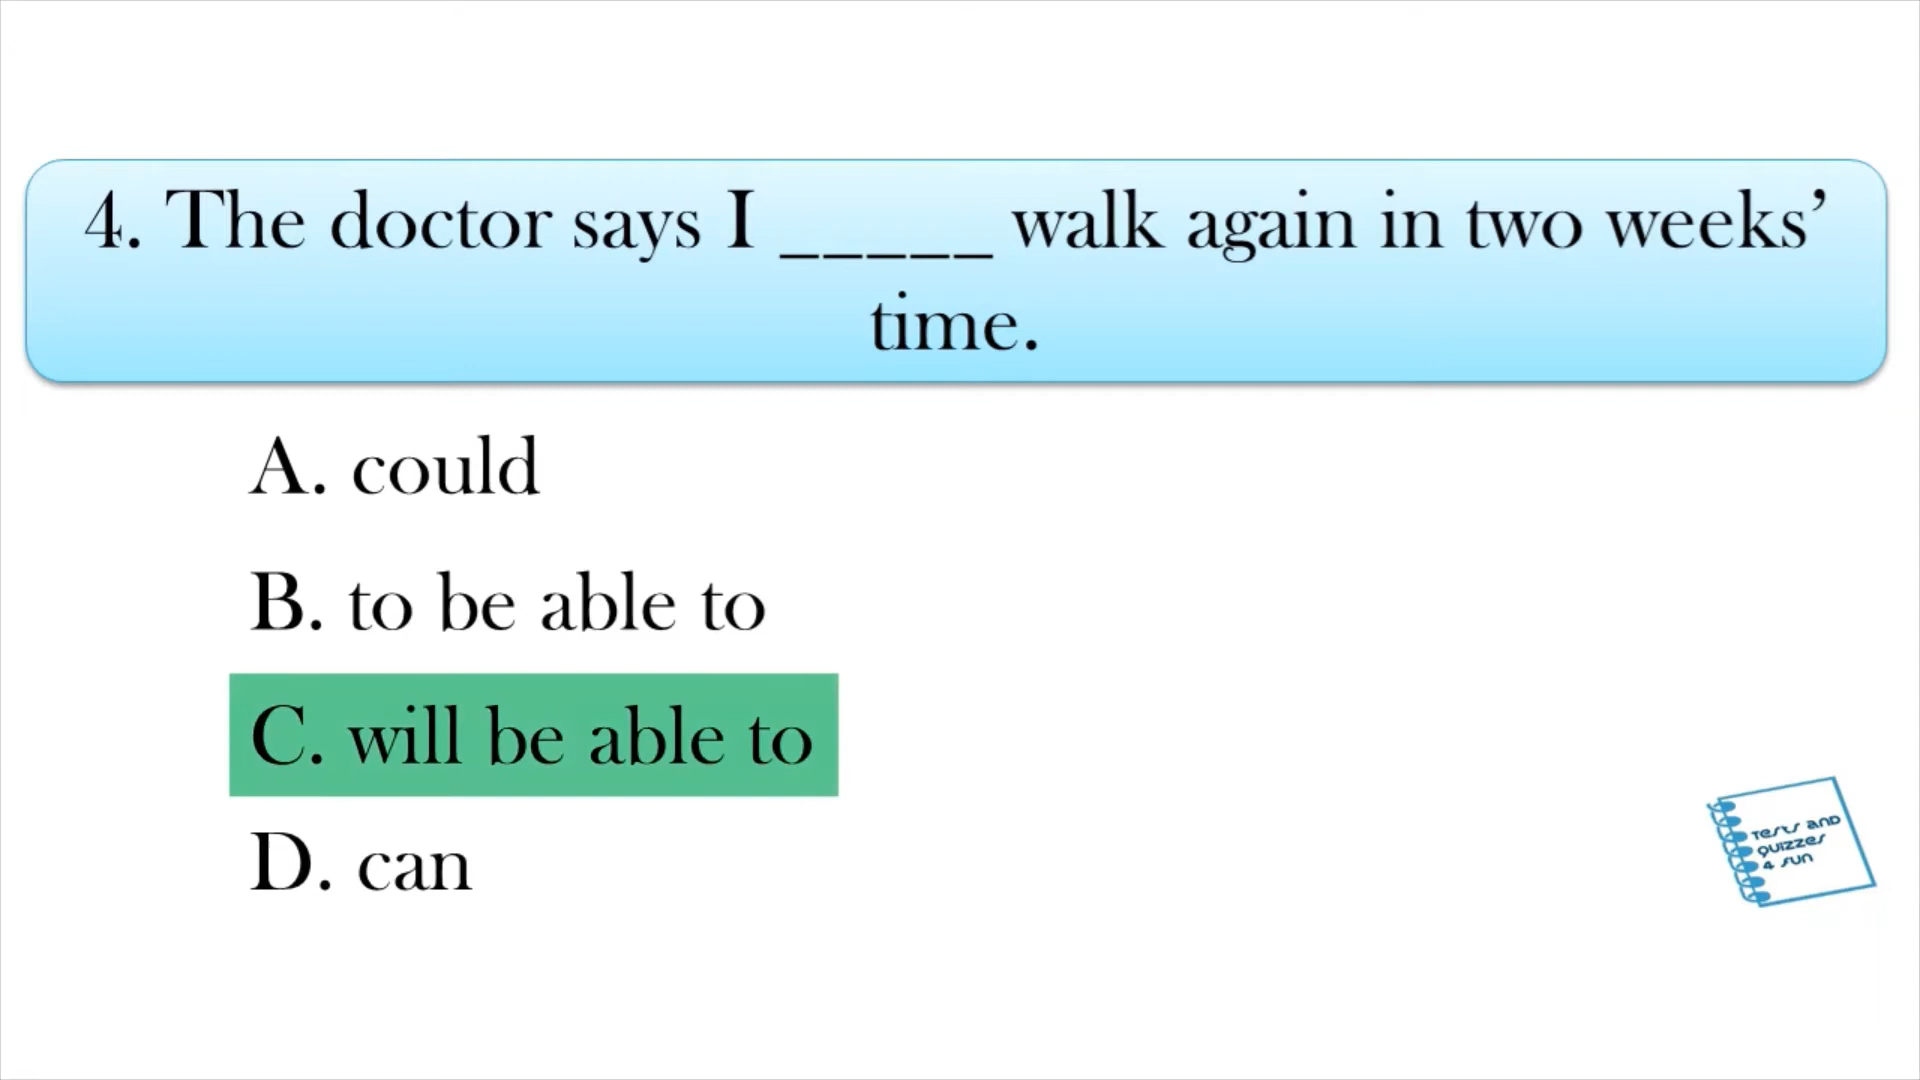 4. The doctor says I _____ walk again in two weeks’
time.
A. could
B. to be able to
C. will be able to
D. can
Tests and
Quizzes
4 fun